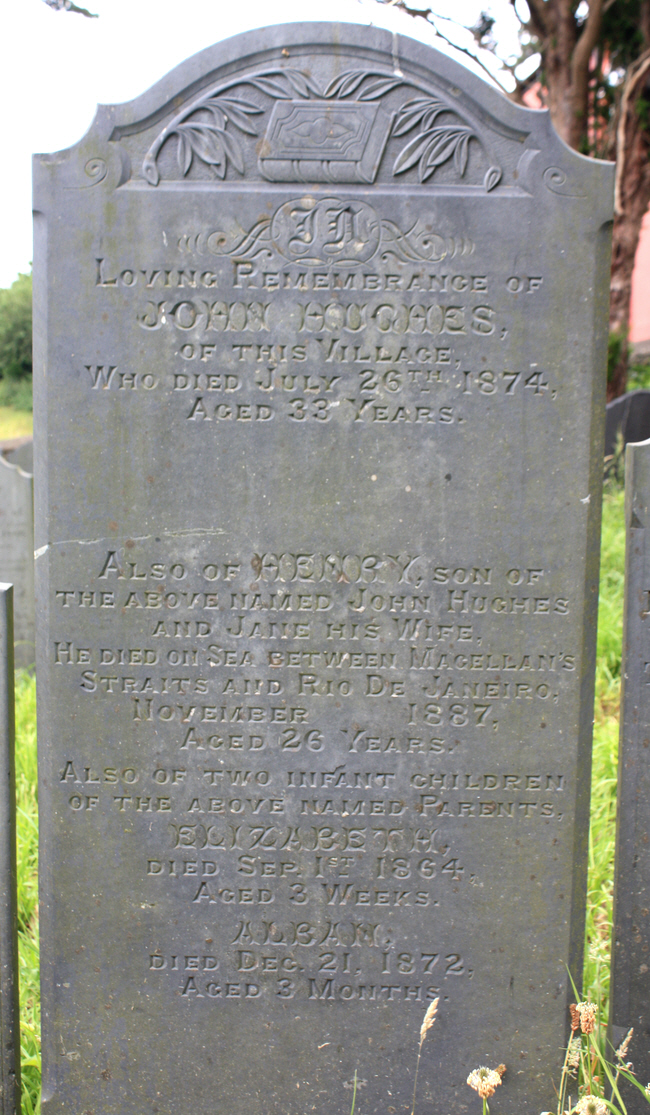 IN
LOVING REMEMBRANCE OF
JOHN HUGHES,
OF THIS VILLAGE,
WHO DIED JULY 26TH 1874,
AGED 33 YEARS.
ALSO OF HENRY, SON OF
THE ABOVE NAMED JOHN HUGHES
AND JANE HIS WIFE,
HE DIED ON SEA BETWEEN MAGELLAN'S
STRAITS AND RIO DE JANEIRO,
NOVEMBER 1887,
AGED 26 YEARS.
ALSO OF TWO INFANT CHILDREN
OF THE ABOVE NAMED PARENTS,
ELIZABETH,
DIED SEP. 1ST 1864,
AGED 3 WEEKS.
ALBAN,
DIED DEC. 21, 1872,
AGED 3 MONTHS.